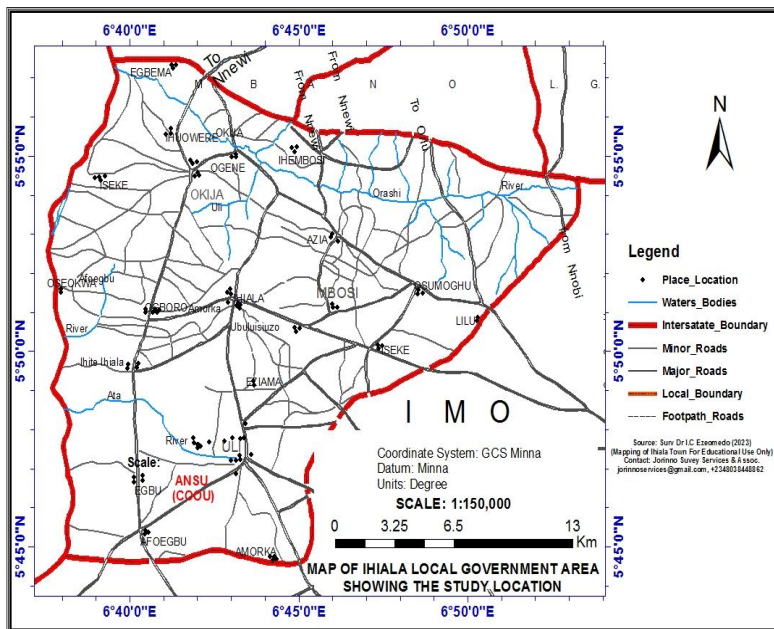 6°40'0"E 6°45'0"E 6°50'0"E
To Nnewi
From Nnewi
From Nnewi
To Omu
From Nnobi
M B A N O L. G.
EGBEMA
IHUOWERE
OKIJA
IHEMBOSI
OGENE
ISEKE
OKIJA
Uli
Orashi River
AZIA
OSEOKWA
Afoegbu
River
OGBORO
Amorka
IHIALA
MBOSI
OSUMOGHU
LILU
Ubuluisiuzo
ISEKE
Ihite Ihiala
EZIAMA
Ata
River
ULI
Scale:
ANSU
(COOU)
EGBU
AFOEGBU
AMORKA
I M O
Coordinate System: GCS Minna
Datum: Minna
Units: Degree
SCALE: 1:150,000
0 3.25 6.5 13
Km
MAP OF IHIALA LOCAL GOVERNMENT AREA
SHOWING THE STUDY LOCATION
5°55'0"N
5°50'0"N
5°45'0"N
5°55'0"N
5°50'0"N
5°45'0"N
6°40'0"E 6°45'0"E 6°50'0"E
N
Legend
Place_Location
Waters_Bodies
Intersate_Boundary
Minor_Roads
Major_Roads
Local_Boundary
Footpath_Roads
Source: Surv Dr I.C Ezeomedo (2023)
(Mapping of Ihiala Town For Educational Use Only)
Contact: Jorinno Suvey Services & Assoc.
jorinnoservices@gmail.com, +2348038448862